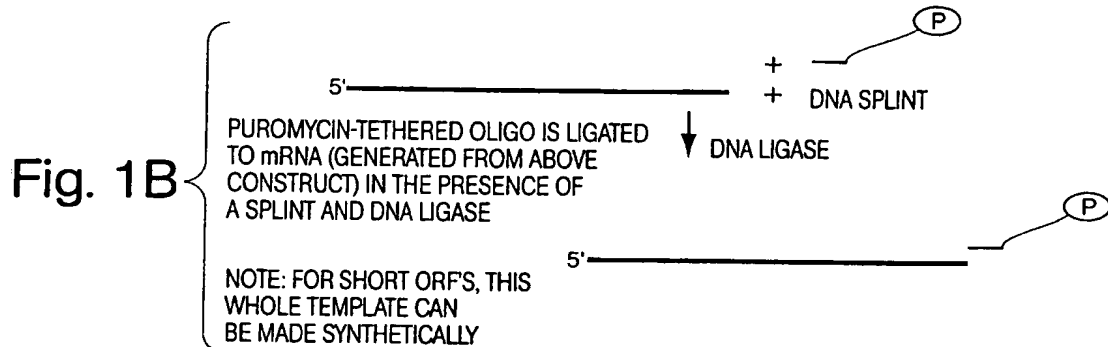 Fig. 1B
P
5'
+
+ DNA SPLINT
PUROMYCIN-TETHERED OLIGO IS LIGATED
TO mRNA (GENERATED FROM ABOVE
CONSTRUCT) IN THE PRESENCE OF
A SPLINT AND DNA LIGASE
DNA LIGASE
P
5'
NOTE: FOR SHORT ORF'S, THIS
WHOLE TEMPLATE CAN
BE MADE SYNTHETICALLY